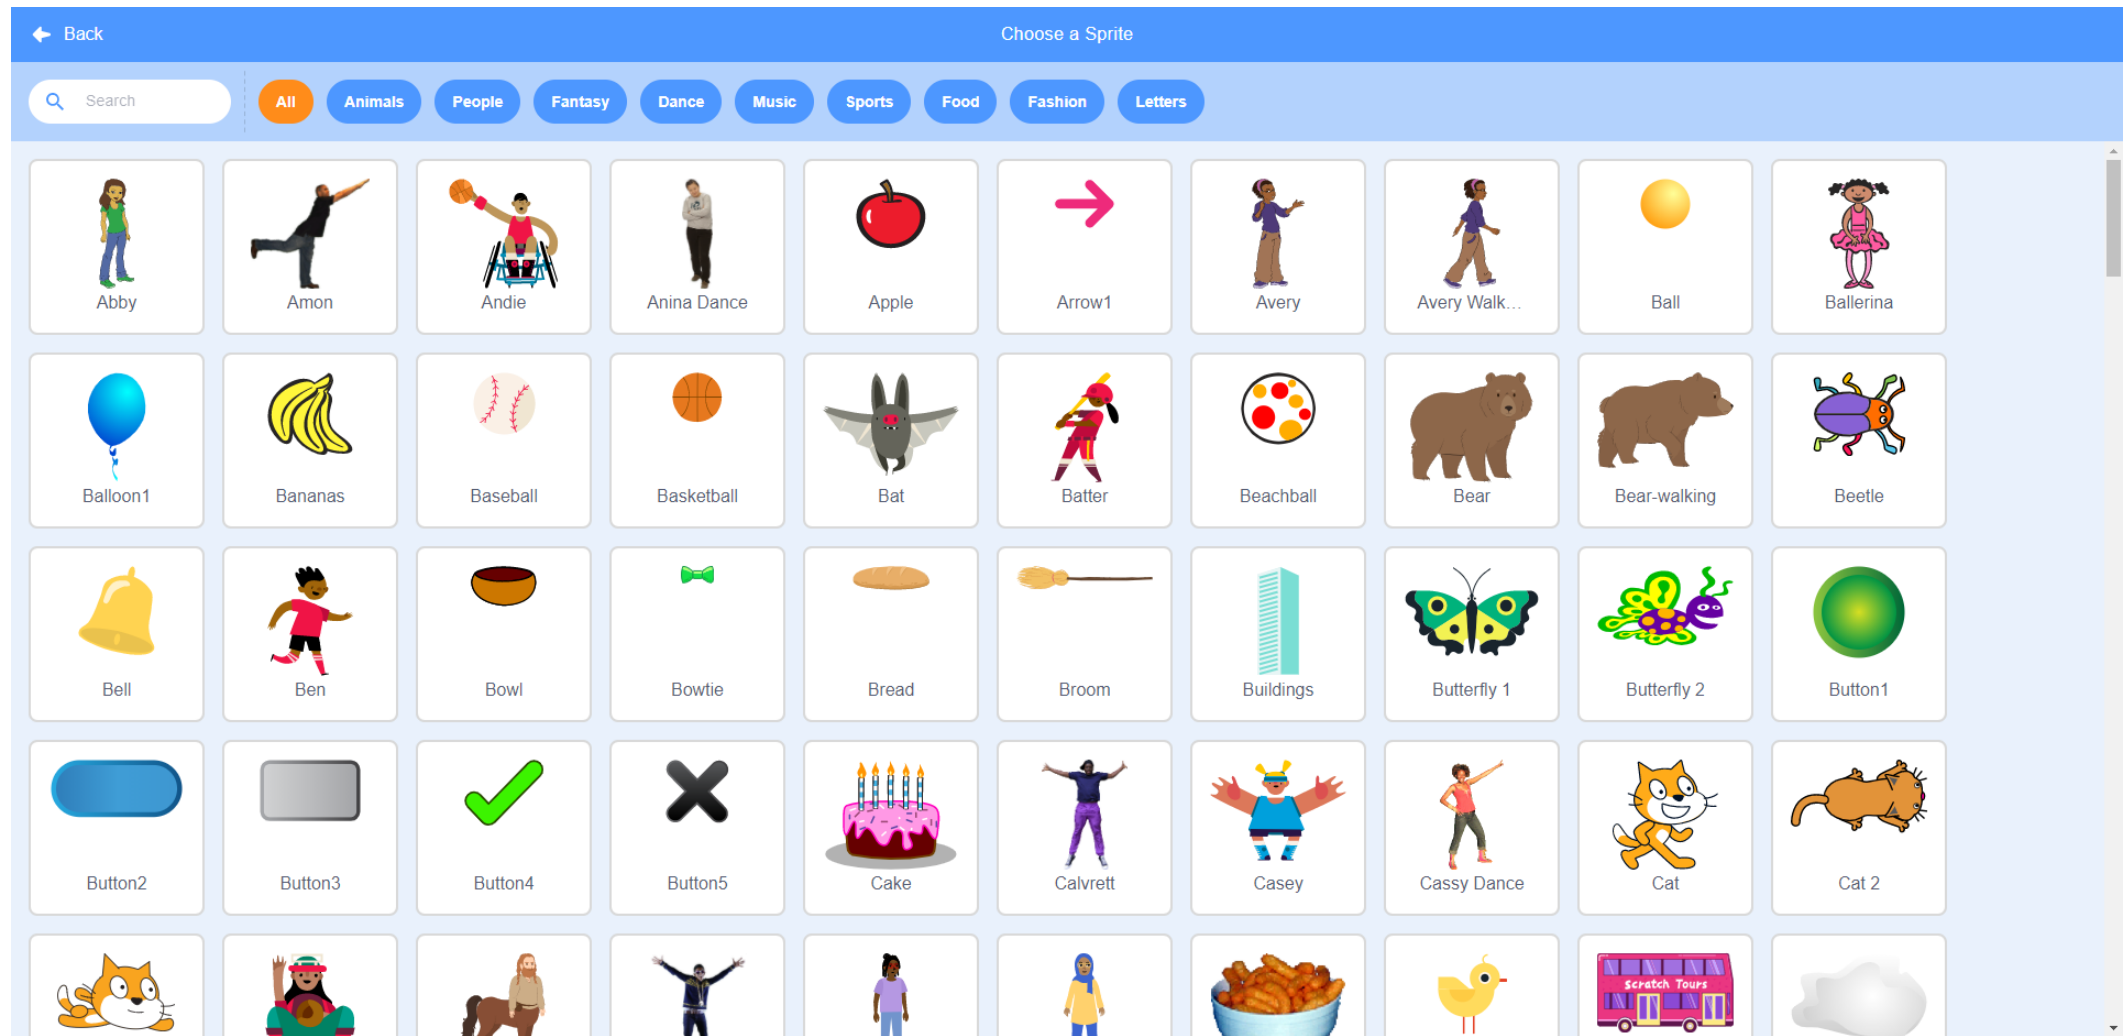 Back
Choose a Sprite
Search
All
Animals
People
Fantasy
Dance
Music
Sports
Food
Fashion
Letters
Abby
Amon
Andie
Anina Dance
Apple
Arrow1
Avery
Avery Walk...
Ball
Ballerina
Balloon1
Bananas
Baseball
Basketball
Bat
Batter
Beachball
Bear
Bear-walking
Beetle
Bell
Ben
Bowl
Bowtie
Bread
Broom
Buildings
Butterfly 1
Butterfly 2
Button1
Button2
Button3
Button4
Button5
Cake
Calvrett
Casey
Cassy Dance
Cat
Cat 2
Scratch Tours